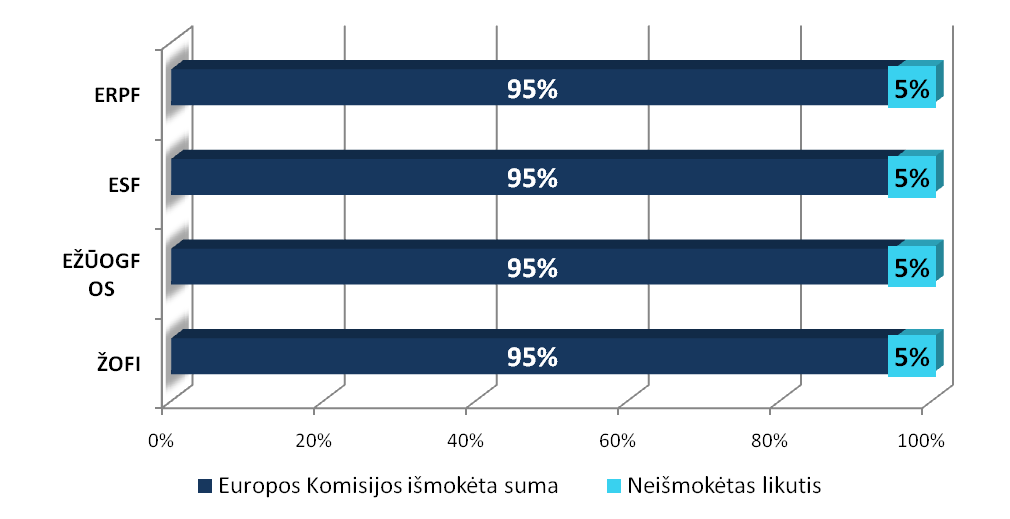 ERPF
95%
5%
ESF
95%
5%
EŽŪOGF
OS
95%
5%
ŽOFI
95%
5%
0%
20%
40%
60%
80%
100%
Europos Komisijos išmokėta suma
Neišmokėtas likutis